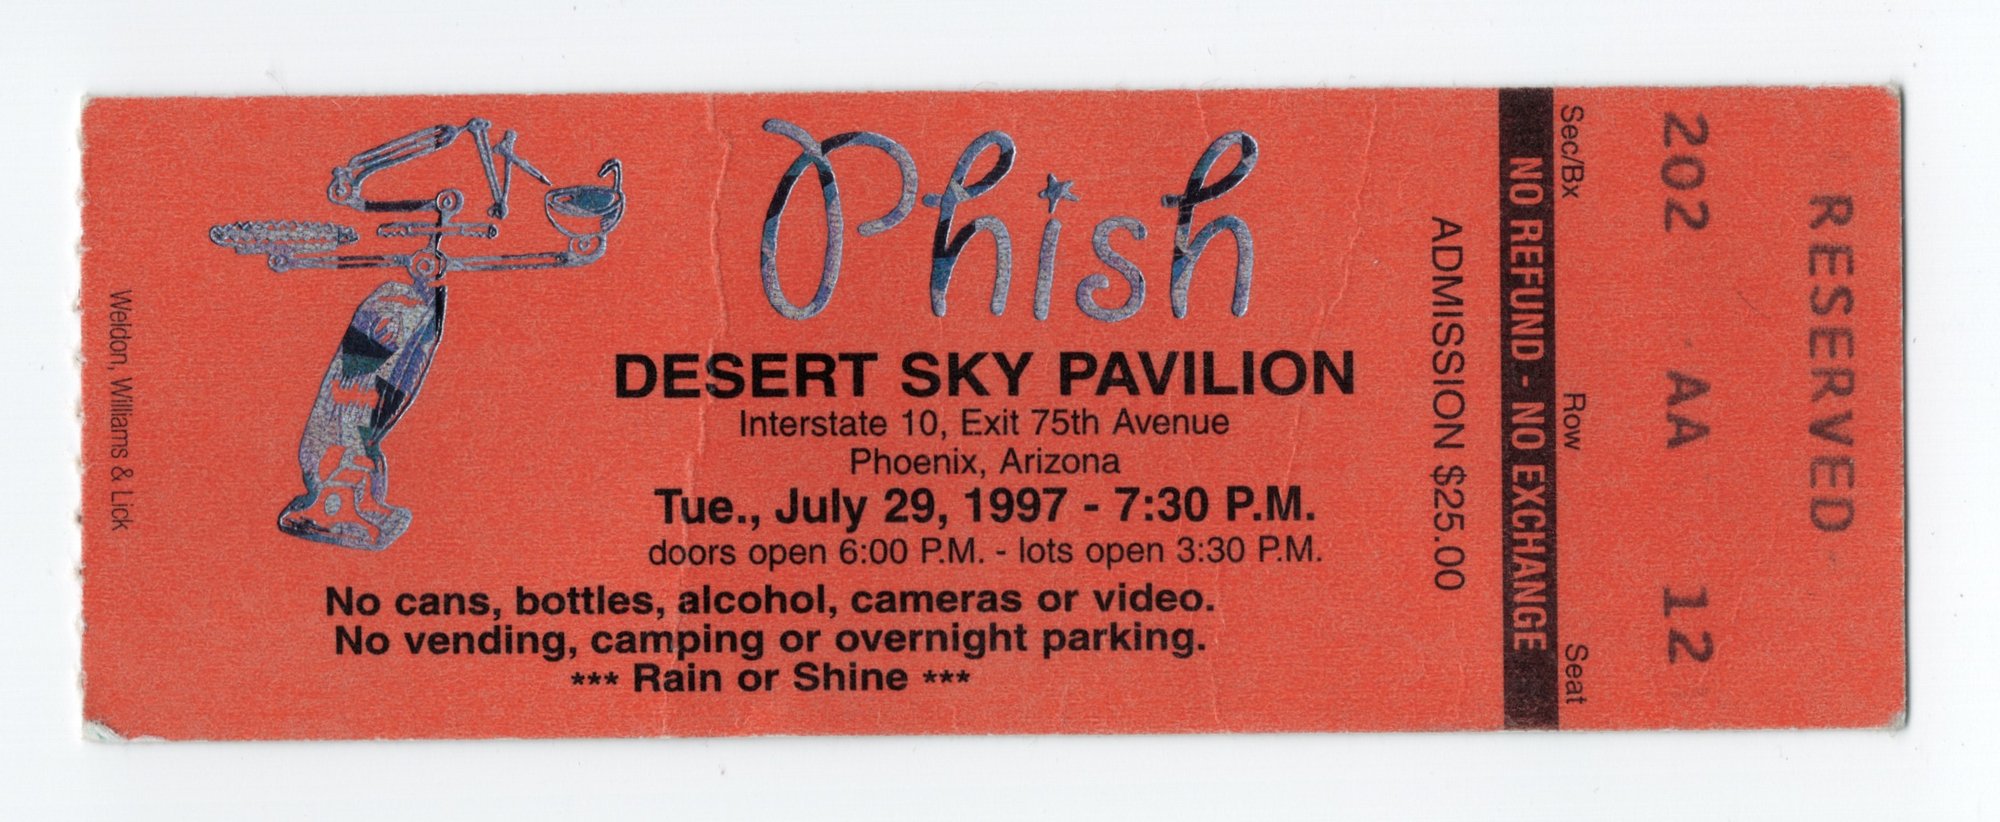 Phish
DESERT SKY PAVILION
Interstate 10, Exit 75th Avenue
Phoenix, Arizona
Tue., July 29, 1997 - 7:30 P.M.
doors open 6:00 P.M. - lots open 3:30 P.M.
No cans, bottles, alcohol, cameras or video.
No vending, camping or overnight parking.
*** Rain or Shine ***
Weldon, Williams & Lick
ADMISSION $25.00
NO REFUND · NO EXCHANGE
Sec/Bx Row Seat
202 AA 12
RESERVED